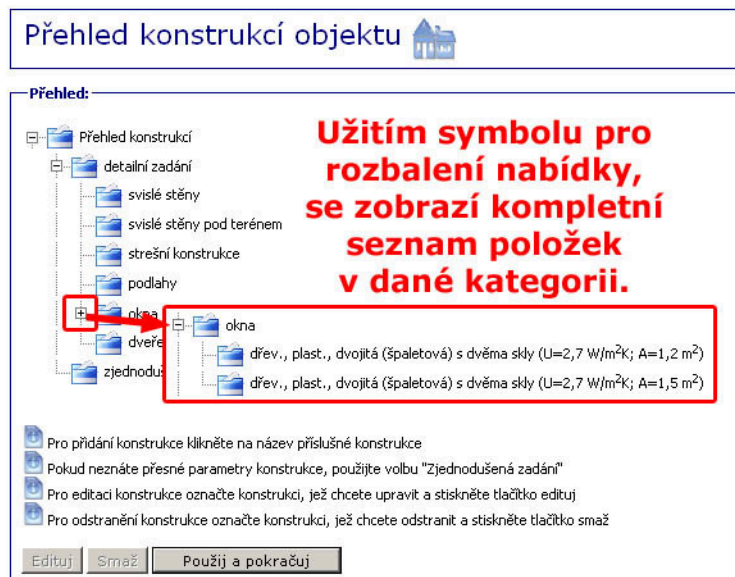 Přehled konstrukcí objektu
Přehled:
Přehled konstrukcí
detailní zadání
svislé stěny
svislé stěny pod terénem
strešní konstrukce
podlahy
okna
dveře
Užitím symbolu pro
rozbalení nabídky,
se zobrazí kompletní
seznam položek
v dané kategorii.
okna
dřev., plast., dvojitá (špaletová) s dvěma skly (U=2,7 W/m²K; A=1,2 m²)
dřev., plast., dvojitá (špaletová) s dvěma skly (U=2,7 W/m²K; A=1,5 m²)
Pro přidání konstrukce klikněte na název příslušné konstrukce
Pokud neznáte přesné parametry konstrukce, použijte volbu "Zjednodušená zadání"
Pro editaci konstrukce označte konstrukci, jež chcete upravit a stiskněte tlačítko edituj
Pro odstranění konstrukce označte konstrukci, jež chcete odstranit a stiskněte tlačítko smaž
Edituj Smaž Použij a pokračuj